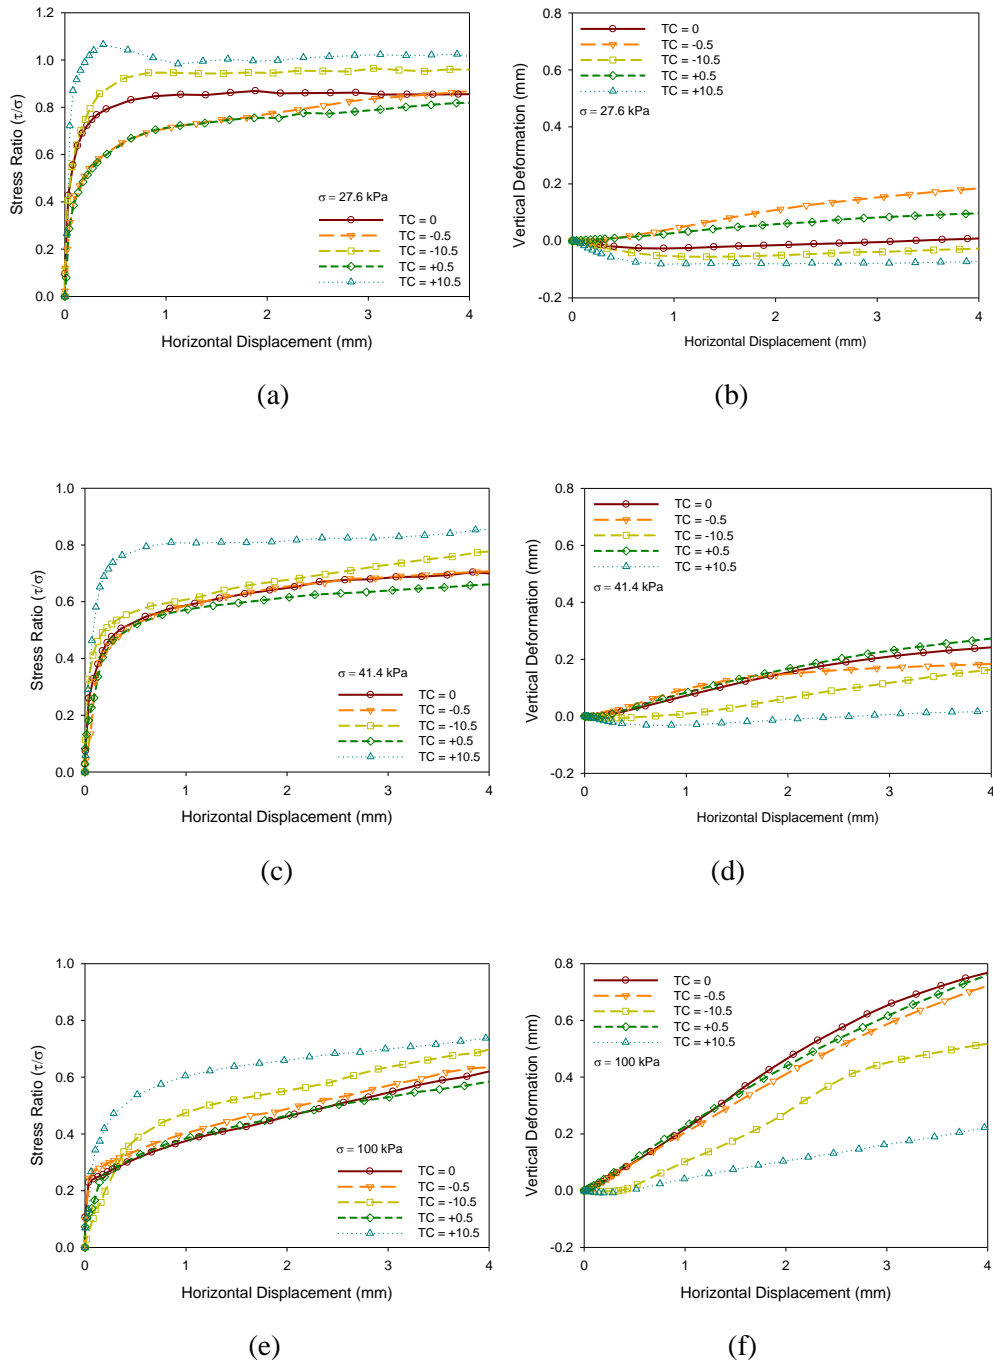 1.2
1.0
0.8
0.6
0.4
0.2
0.0
Stress Ratio (τ/σ)
σ = 27.6 kPa
TC = 0
TC = -0.5
TC = -10.5
TC = +0.5
TC = +10.5
0 1 2 3 4
Horizontal Displacement (mm)
(a)
0.8
0.6
0.4
0.2
0.0
-0.2
Vertical Deformation (mm)
TC = 0
TC = -0.5
TC = -10.5
TC = +0.5
TC = +10.5
σ = 27.6 kPa
0 1 2 3 4
Horizontal Displacement (mm)
(b)
1.0
0.8
0.6
0.4
0.2
0.0
Stress Ratio (τ/σ)
σ = 41.4 kPa
TC = 0
TC = -0.5
TC = -10.5
TC = +0.5
TC = +10.5
0 1 2 3 4
Horizontal Displacement (mm)
(c)
0.8
0.6
0.4
0.2
0.0
-0.2
Vertical Deformation (mm)
TC = 0
TC = -0.5
TC = -10.5
TC = +0.5
TC = +10.5
σ = 41.4 kPa
0 1 2 3 4
Horizontal Displacement (mm)
(d)
1.0
0.8
0.6
0.4
0.2
0.0
Stress Ratio (τ/σ)
σ = 100 kPa
TC = 0
TC = -0.5
TC = -10.5
TC = +0.5
TC = +10.5
0 1 2 3 4
Horizontal Displacement (mm)
(e)
0.8
0.6
0.4
0.2
0.0
-0.2
Vertical Deformation (mm)
TC = 0
TC = -0.5
TC = -10.5
TC = +0.5
TC = +10.5
σ = 100 kPa
0 1 2 3 4
Horizontal Displacement (mm)
(f)